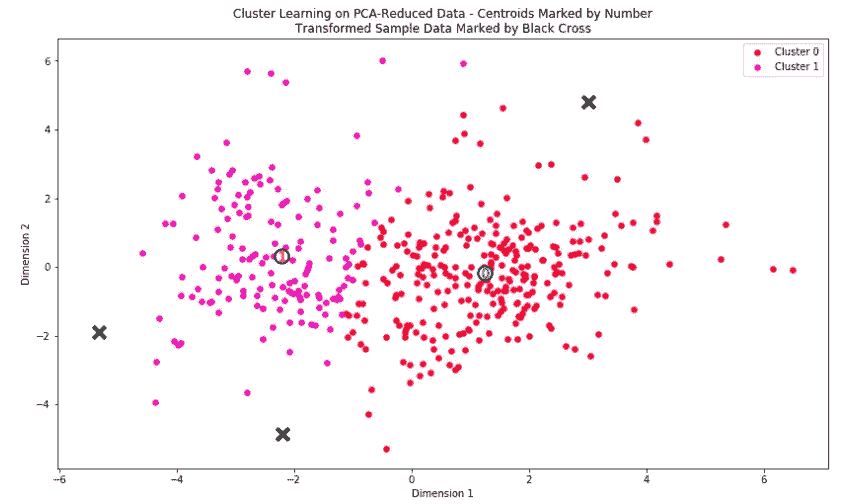 Cluster Learning on PCA-Reduced Data - Centroids Marked by Number
Transformed Sample Data Marked by Black Cross
Cluster 0
Cluster 1
6
4
2
0
−2
−4
Dimension 2
1
0
−6
−4
−2
0
2
4
6
Dimension 1